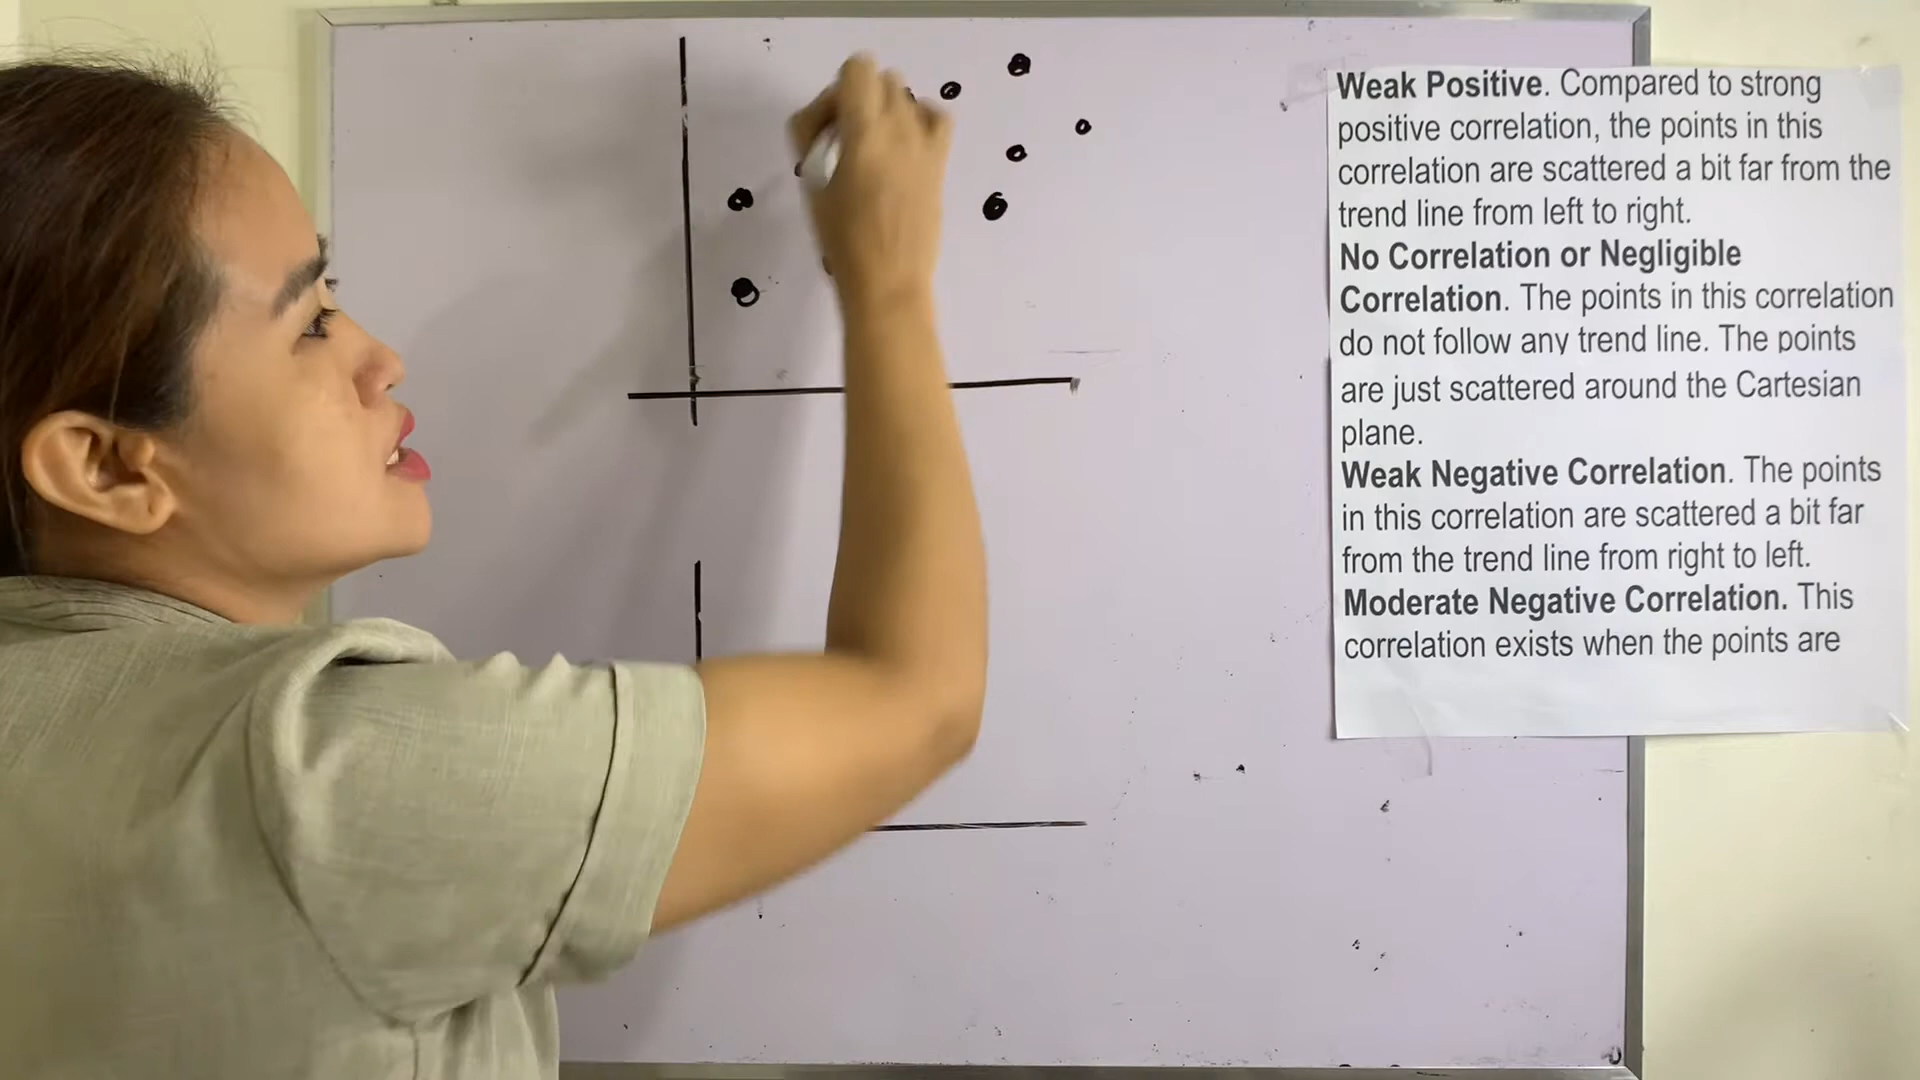 Weak Positive. Compared to strong
positive correlation, the points in this
correlation are scattered a bit far from the
trend line from left to right.
No Correlation or Negligible
Correlation. The points in this correlation
do not follow any trend line. The points
are just scattered around the Cartesian
plane.
Weak Negative Correlation. The points
in this correlation are scattered a bit far
from the trend line from right to left.
Moderate Negative Correlation. This
correlation exists when the points are